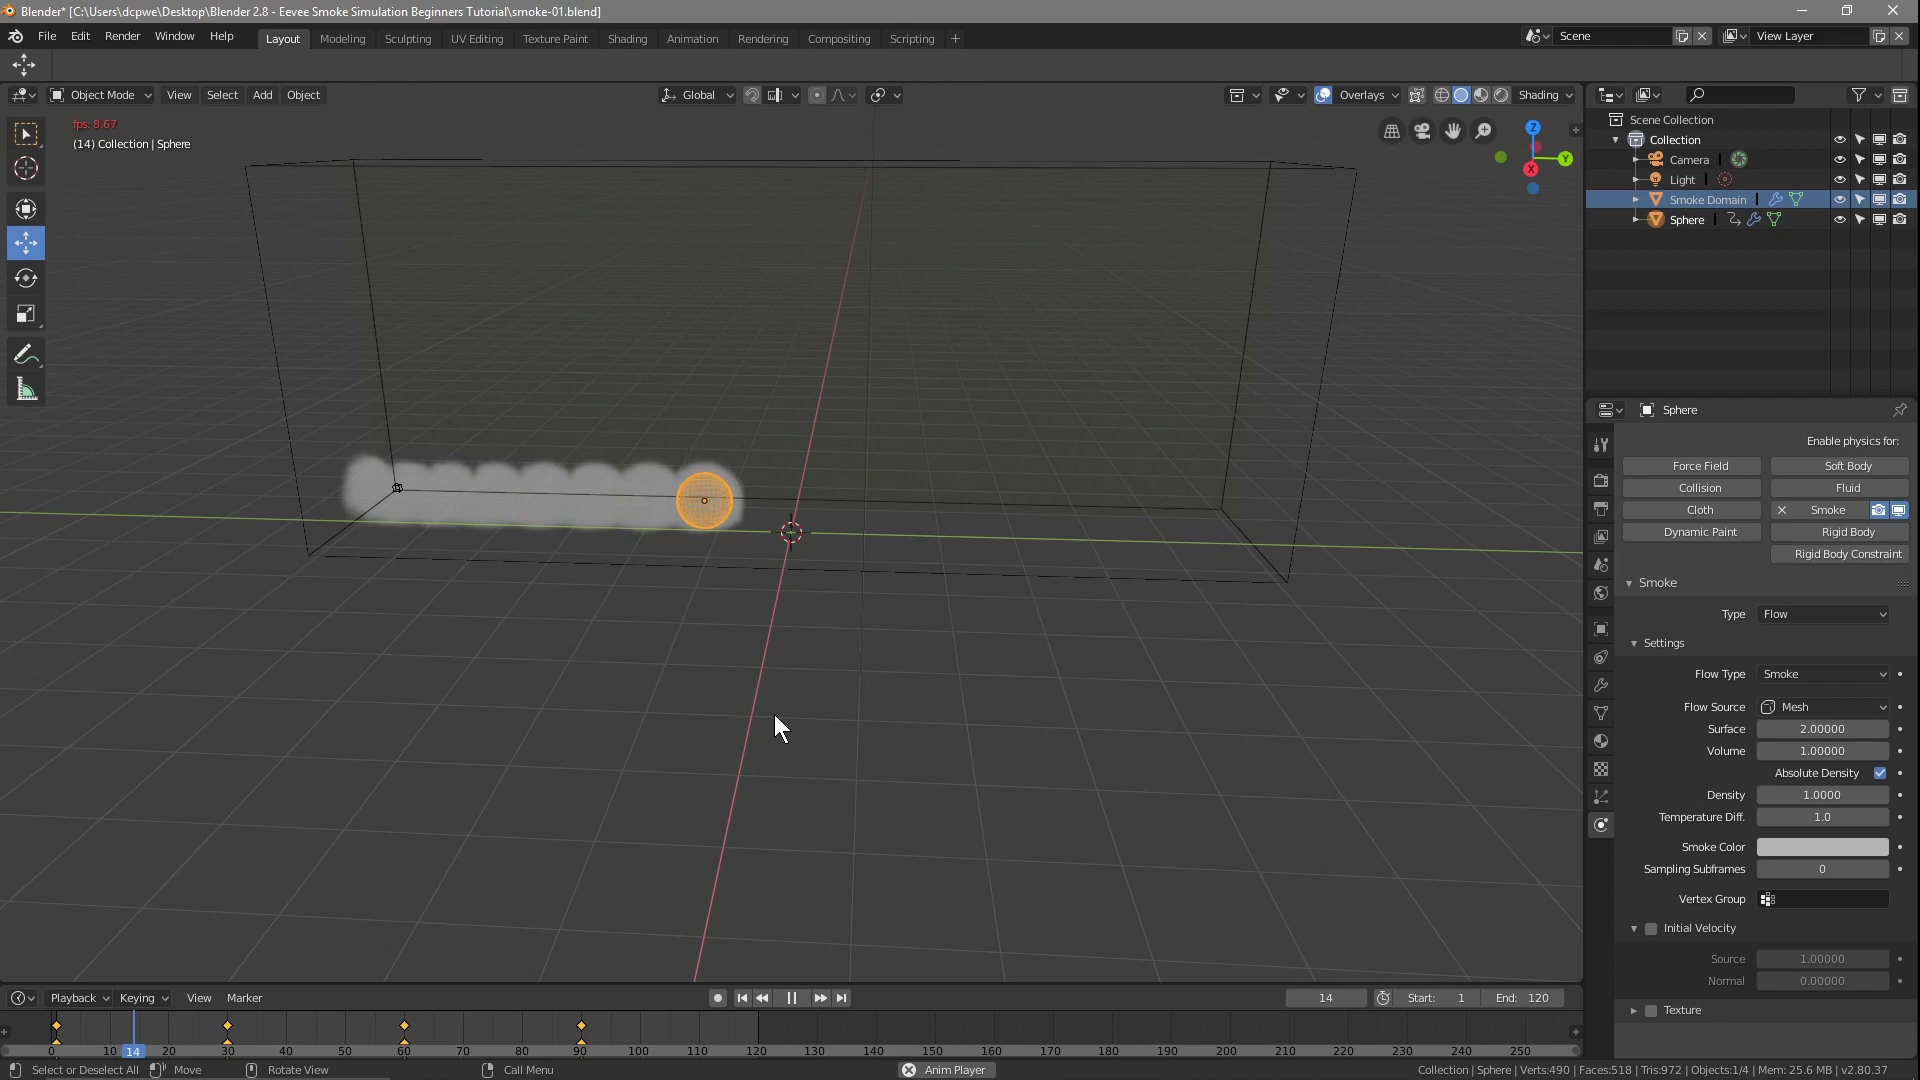 Blender* [C:\Users\dcpwe\Desktop\Blender 2.8 - Eevee Smoke Simulation Beginners Tutorial\smoke-01.blend]
File Edit Render Window Help Layout Modeling Sculpting UV Editing Texture Paint Shading Animation Rendering Compositing Scripting + Scene View Layer
Object Mode View Select Add Object Global Overlays Shading
fps: 8.67
(14) Collection | Sphere
Z
Y
X
Scene Collection
Collection
Camera
Light
Smoke Domain
Sphere
Sphere
Enable physics for:
Force Field Soft Body
Collision Fluid
Cloth Smoke
Dynamic Paint Rigid Body
Rigid Body Constraint
Smoke
Type Flow
Settings
Flow Type Smoke
Flow Source Mesh
Surface 2.00000
Volume 1.00000
Absolute Density
Density 1.0000
Temperature Diff. 1.0
Smoke Color
Sampling Subframes 0
Vertex Group
Initial Velocity
Source 1.00000
Normal 0.00000
Texture
Playback Keying View Marker 14 Start: 1 End: 120
0 10 14 20 30 40 50 60 70 80 90 100 110 120 130 140 150 160 170 180 190 200 210 220 230 240 250
Select or Deselect All Move Rotate View Call Menu Anim Player Collection | Sphere | Verts:490 | Faces:518 | Tris:972 | Objects:1/4 | Mem: 25.6 MB | v2.80.37